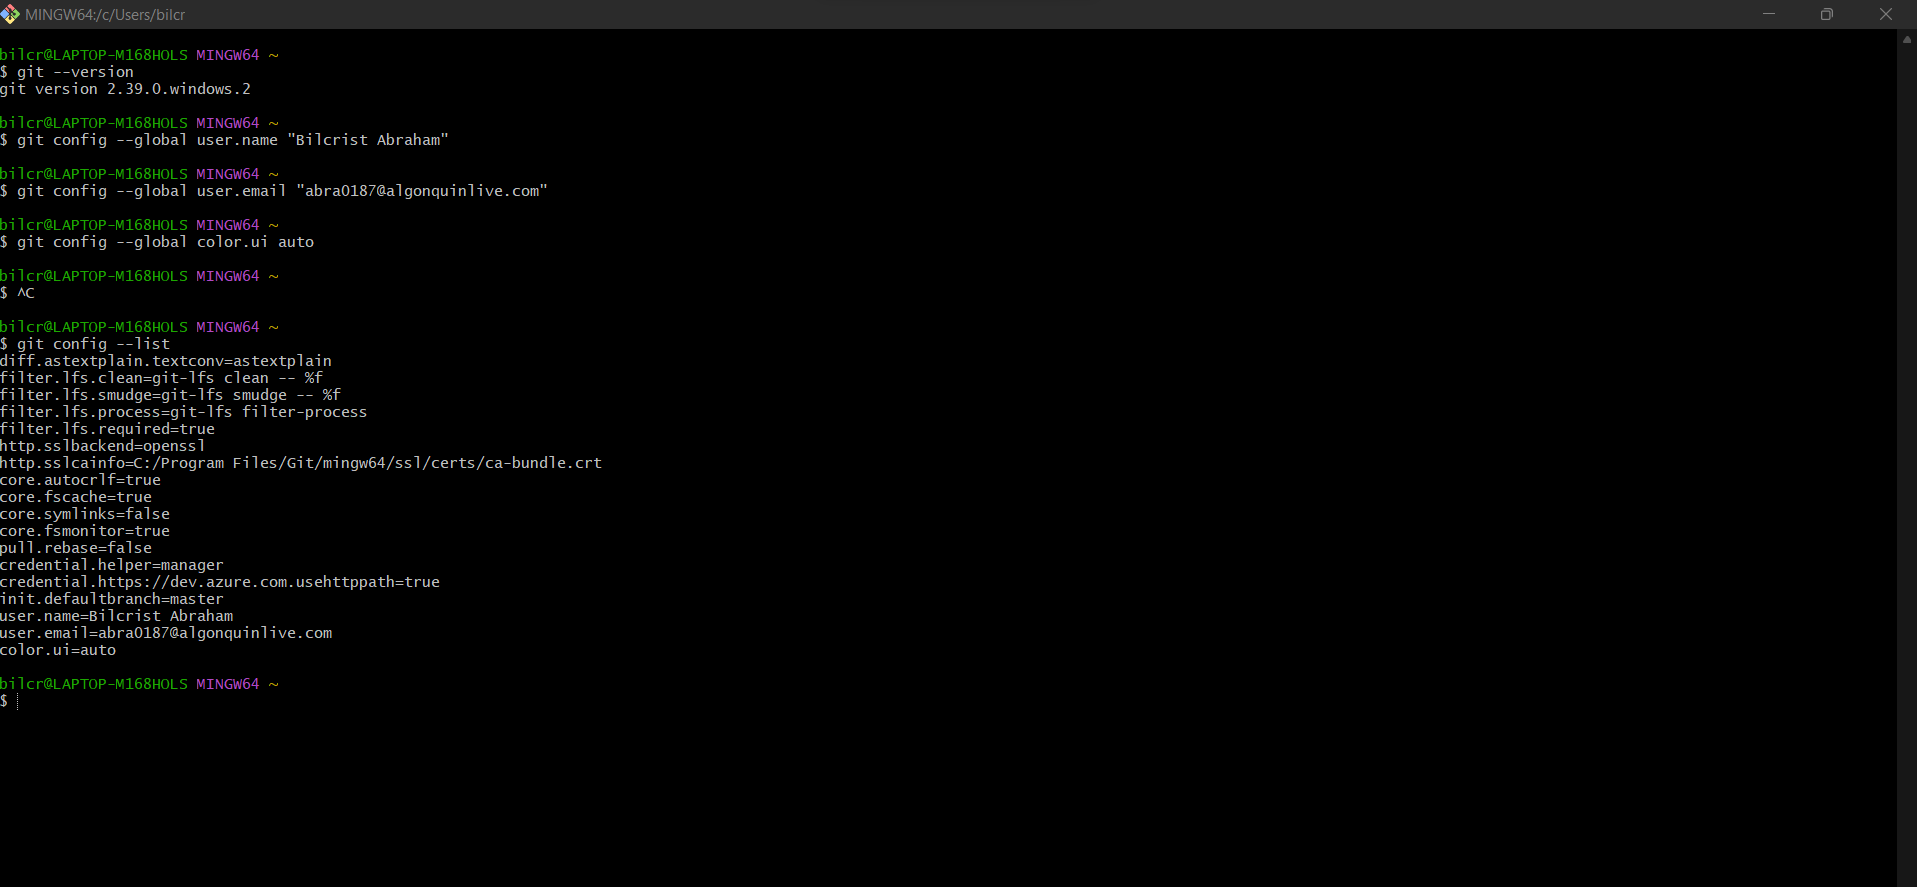 MINGW64:/c/Users/bilcr
bilcr@LAPTOP-M168HOLS MINGW64 ~
$ git --version
git version 2.39.0.windows.2
bilcr@LAPTOP-M168HOLS MINGW64 ~
$ git config --global user.name "Bilcrist Abraham"
bilcr@LAPTOP-M168HOLS MINGW64 ~
$ git config --global user.email "abra0187@algonquinlive.com"
bilcr@LAPTOP-M168HOLS MINGW64 ~
$ git config --global color.ui auto
bilcr@LAPTOP-M168HOLS MINGW64 ~
$ ^C
bilcr@LAPTOP-M168HOLS MINGW64 ~
$ git config --list
diff.astextplain.textconv=astextplain
filter.lfs.clean=git-lfs clean -- %f
filter.lfs.smudge=git-lfs smudge -- %f
filter.lfs.process=git-lfs filter-process
filter.lfs.required=true
http.sslbackend=openssl
http.sslcainfo=C:/Program Files/Git/mingw64/ssl/certs/ca-bundle.crt
core.autocrlf=true
core.fscache=true
core.symlinks=false
core.fsmonitor=true
pull.rebase=false
credential.helper=manager
credential.https://dev.azure.com.usehttppath=true
init.defaultbranch=master
user.name=Bilcrist Abraham
user.email=abra0187@algonquinlive.com
color.ui=auto
bilcr@LAPTOP-M168HOLS MINGW64 ~
$